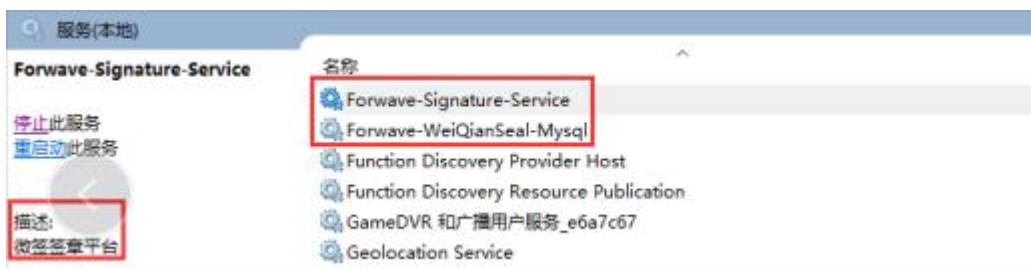 服务(本地)
Forwave-Signature-Service
停止此服务
重启动此服务
描述:
微签签章平台
名称
Forwave-Signature-Service
Forwave-WeiQianSeal-Mysql
Function Discovery Provider Host
Function Discovery Resource Publication
GameDVR 和广播用户服务_e6a7c67
Geolocation Service